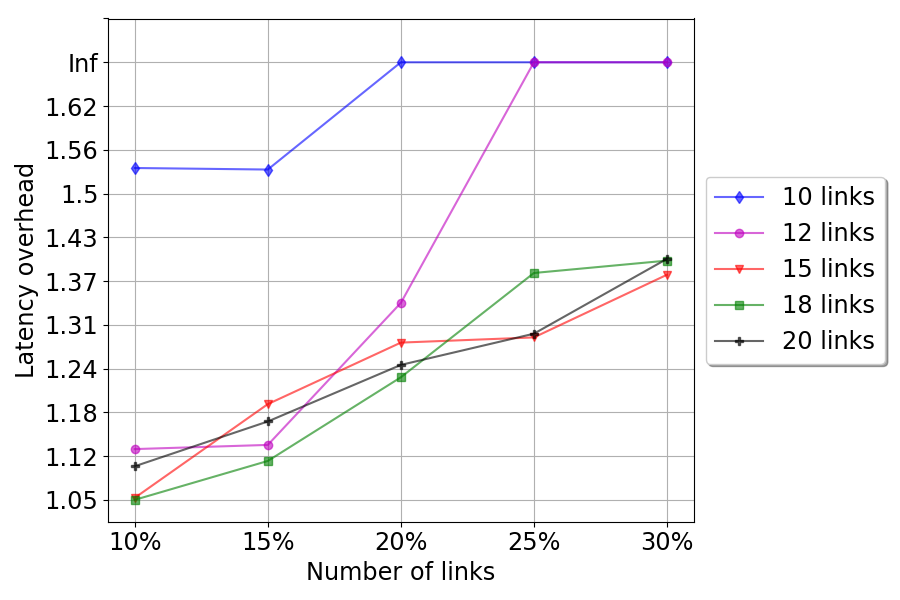 Latency overhead
Inf
1.62
1.56
1.5
1.43
1.37
1.31
1.24
1.18
1.12
1.05
10% 15% 20% 25% 30%
Number of links
10 links
12 links
15 links
18 links
20 links